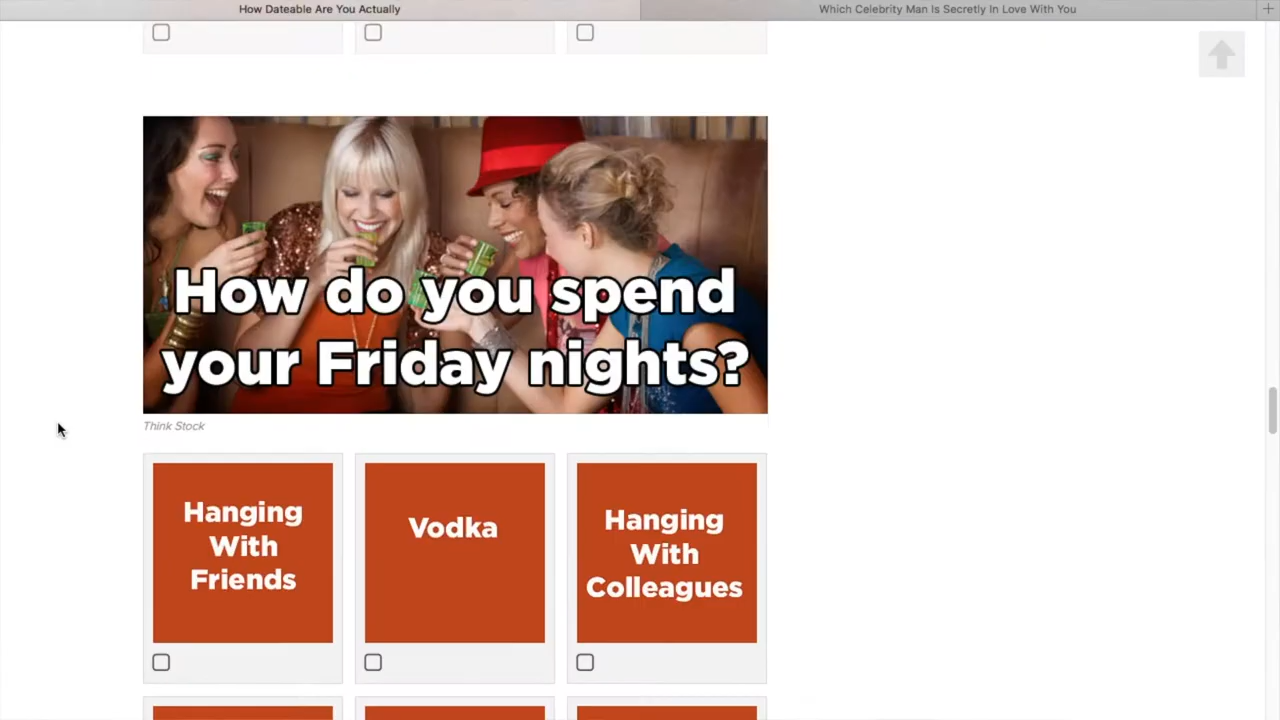 How Dateable Are You Actually
Which Celebrity Man Is Secretly In Love With You
How do you spend
your Friday nights?
Think Stock
Hanging
With
Friends
Vodka
Hanging
With
Colleagues